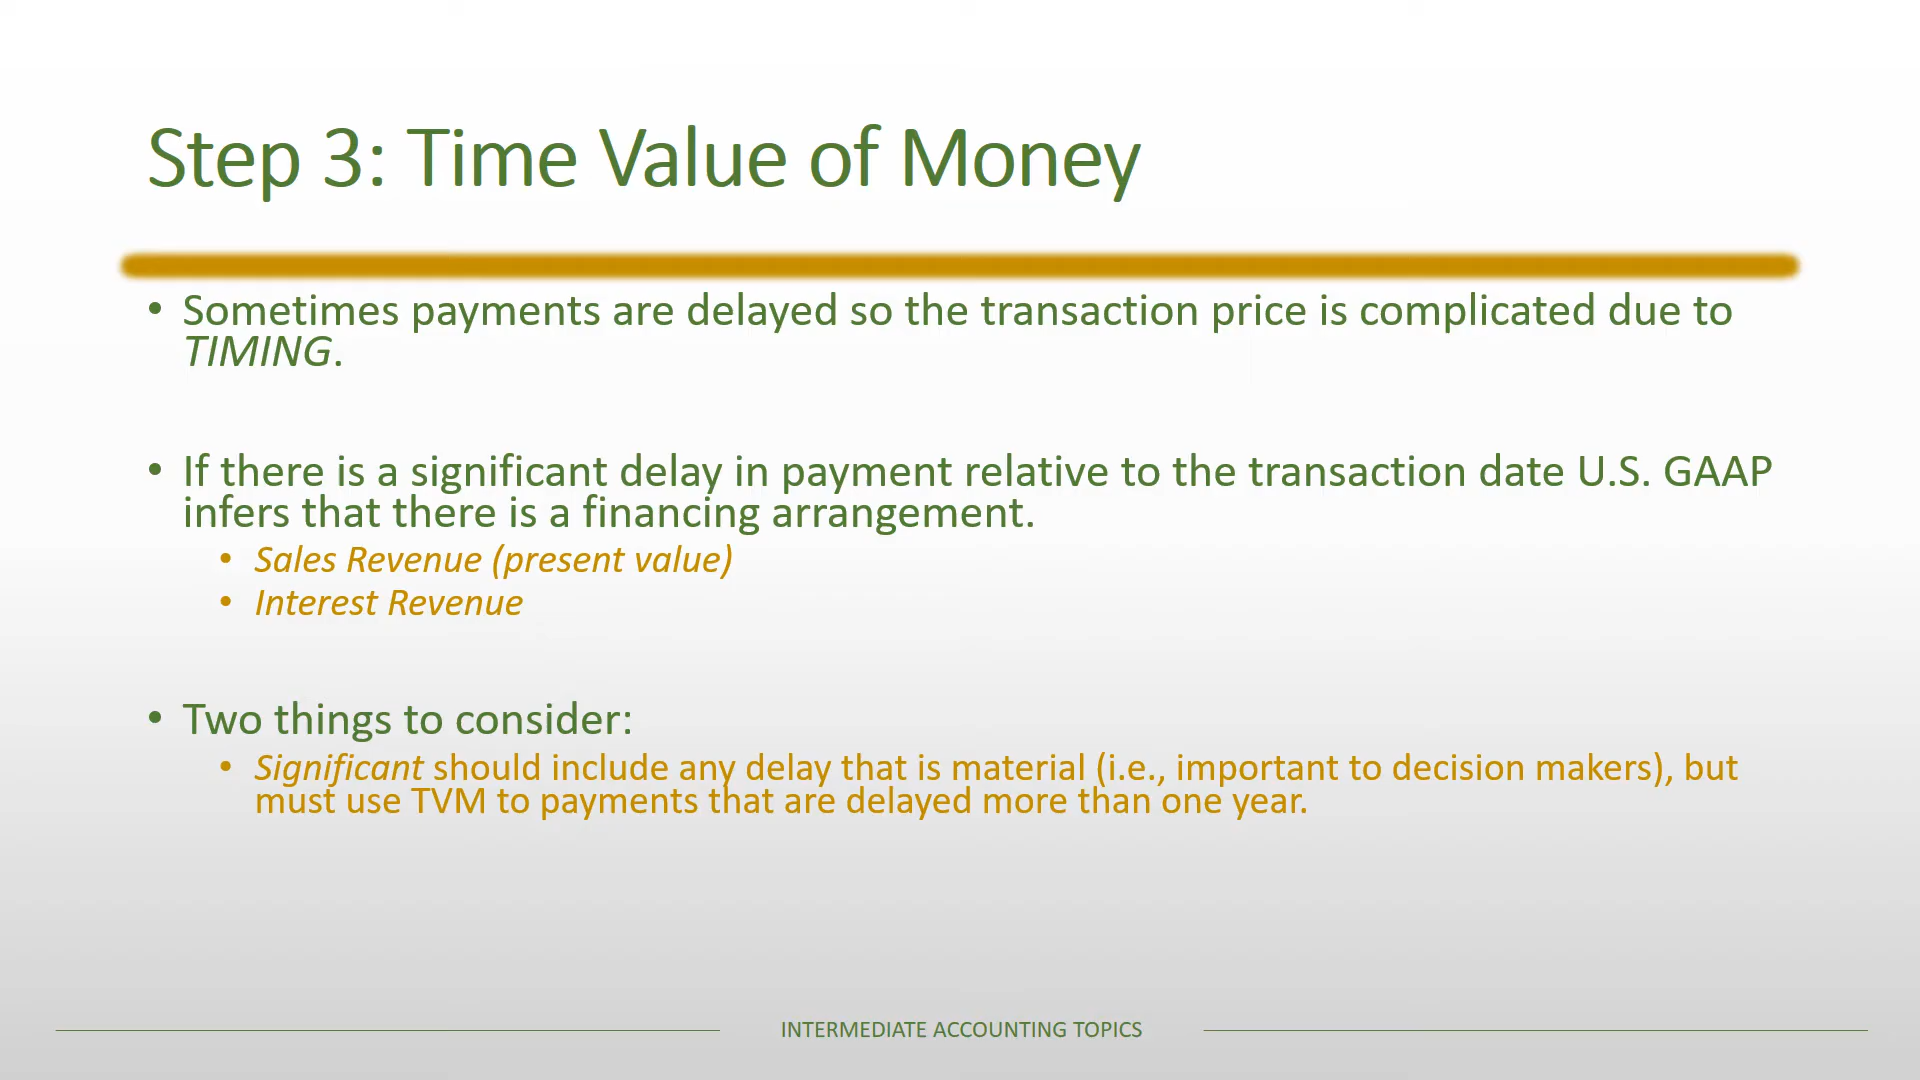 Step 3: Time Value of Money
• Sometimes payments are delayed so the transaction price is complicated due to
TIMING.
• If there is a significant delay in payment relative to the transaction date U.S. GAAP
infers that there is a financing arrangement.
• Sales Revenue (present value)
• Interest Revenue
• Two things to consider:
• Significant should include any delay that is material (i.e., important to decision makers), but
must use TVM to payments that are delayed more than one year.
INTERMEDIATE ACCOUNTING TOPICS